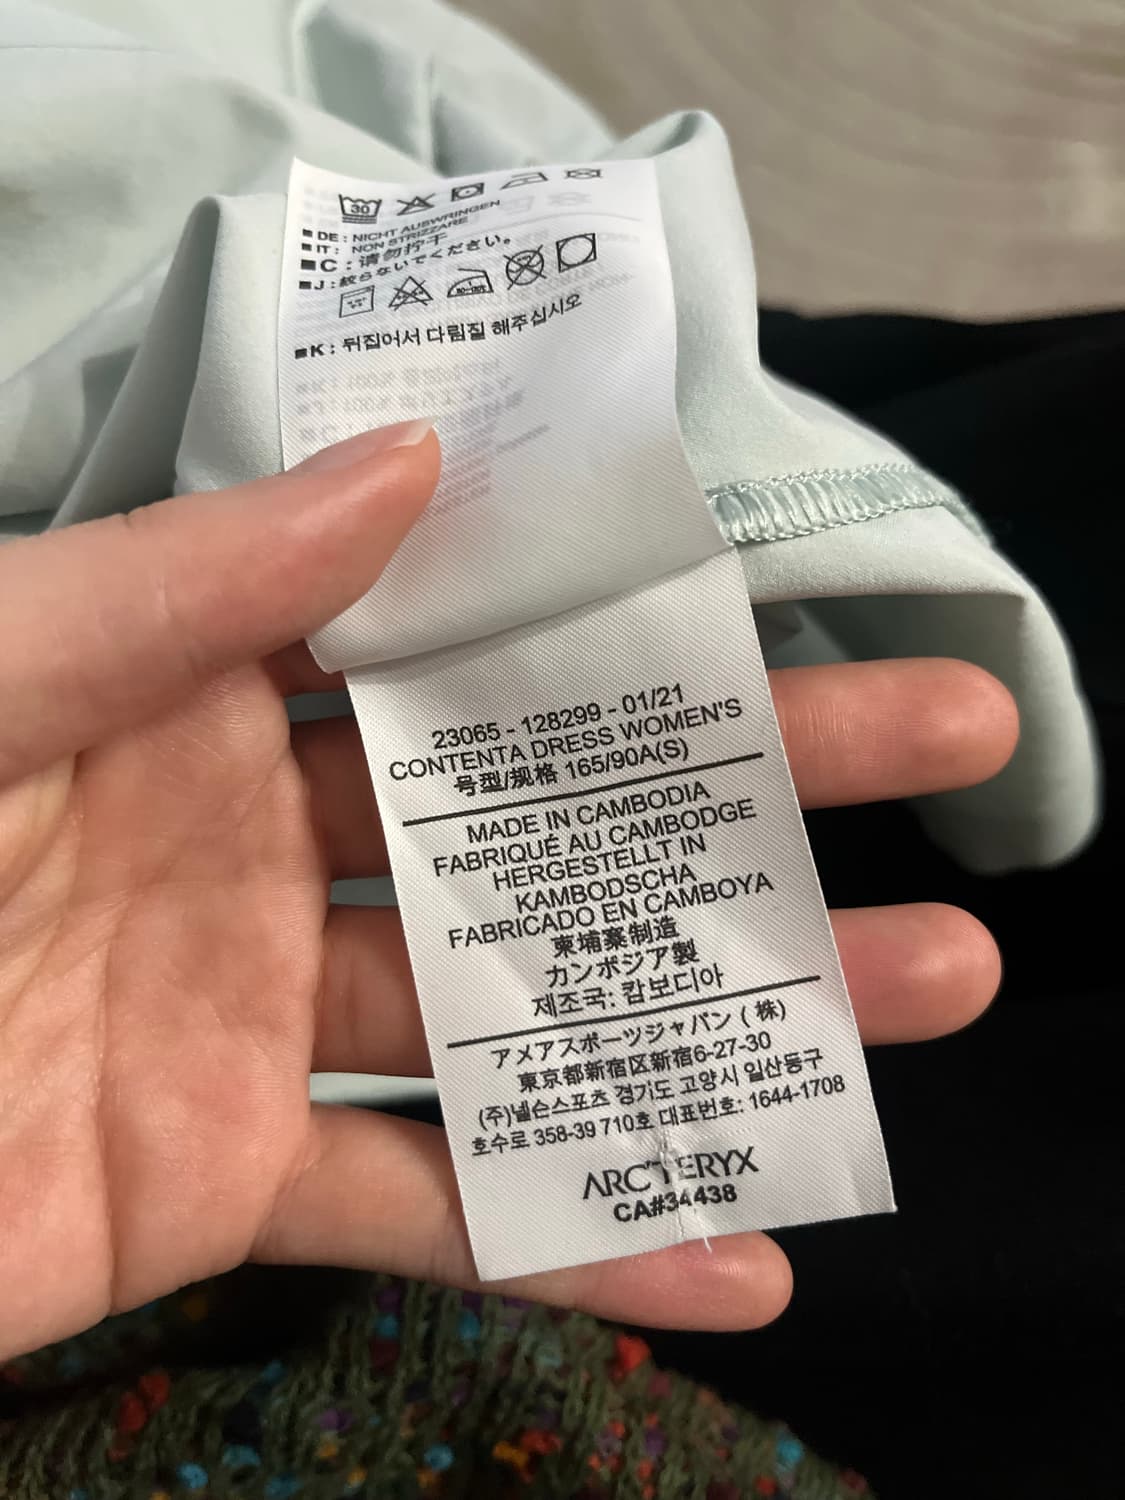 30
DE : NICHT AUSWRINGEN
IT : NON STRIZZARE
C : 请勿拧干
J : 絞らないでください。
K : 뒤집어서 다림질 해주십시오
23065 - 128299 - 01/21
CONTENTA DRESS WOMEN'S
号型/规格 165/90A(S)
MADE IN CAMBODIA
FABRIQUÉ AU CAMBODGE
HERGESTELLT IN
KAMBODSCHA
FABRICADO EN CAMBOYA
柬埔寨制造
カンボジア製
제조국: 캄보디아
アメアスポーツジャパン ( 株)
東京都新宿区新宿6-27-30
(주)넬슨스포츠 경기도 고양시 일산동구
호수로 358-39 710호 대표번호: 1644-1708
ARC'TERYX
CA#34438